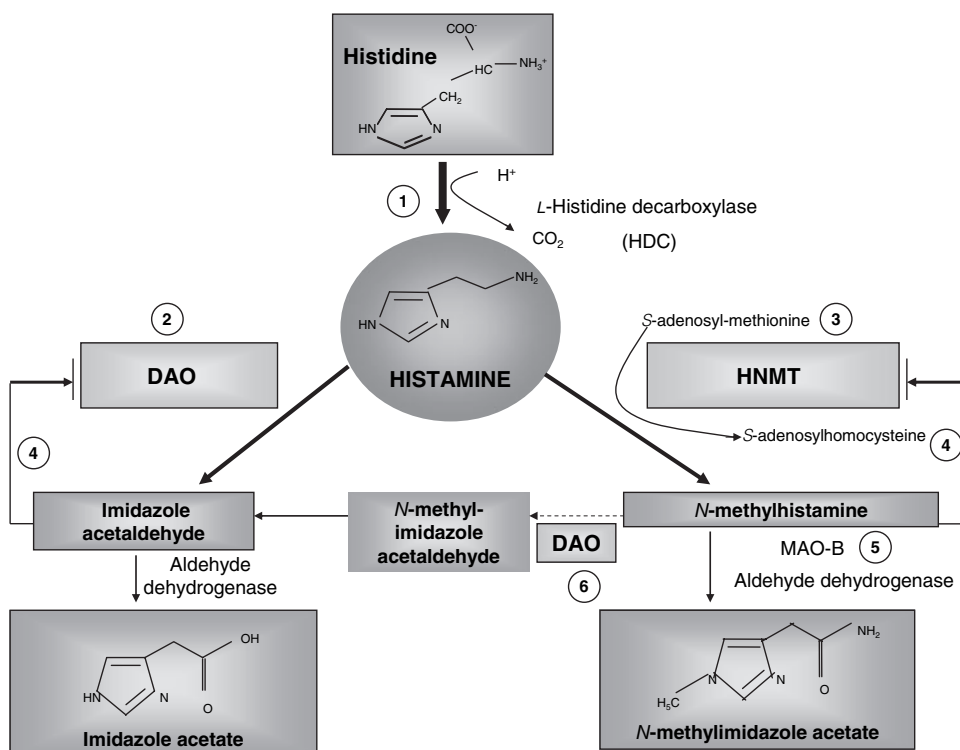 COO-
Histidine
HC
NH3+
CH2
HN
N
H+
1
L-Histidine decarboxylase
CO2
(HDC)
NH2
2
HN
N
S-adenosyl-methionine
3
DAO
HISTAMINE
HNMT
4
S-adenosylhomocysteine
4
Imidazole
acetaldehyde
N-methyl-
imidazole
acetaldehyde
N-methylhistamine
DAO
MAO-B
5
Aldehyde
dehydrogenase
6
Aldehyde dehydrogenase
OH
HN
N
O
Imidazole acetate
NH2
N
N
H5C
O
N-methylimidazole acetate